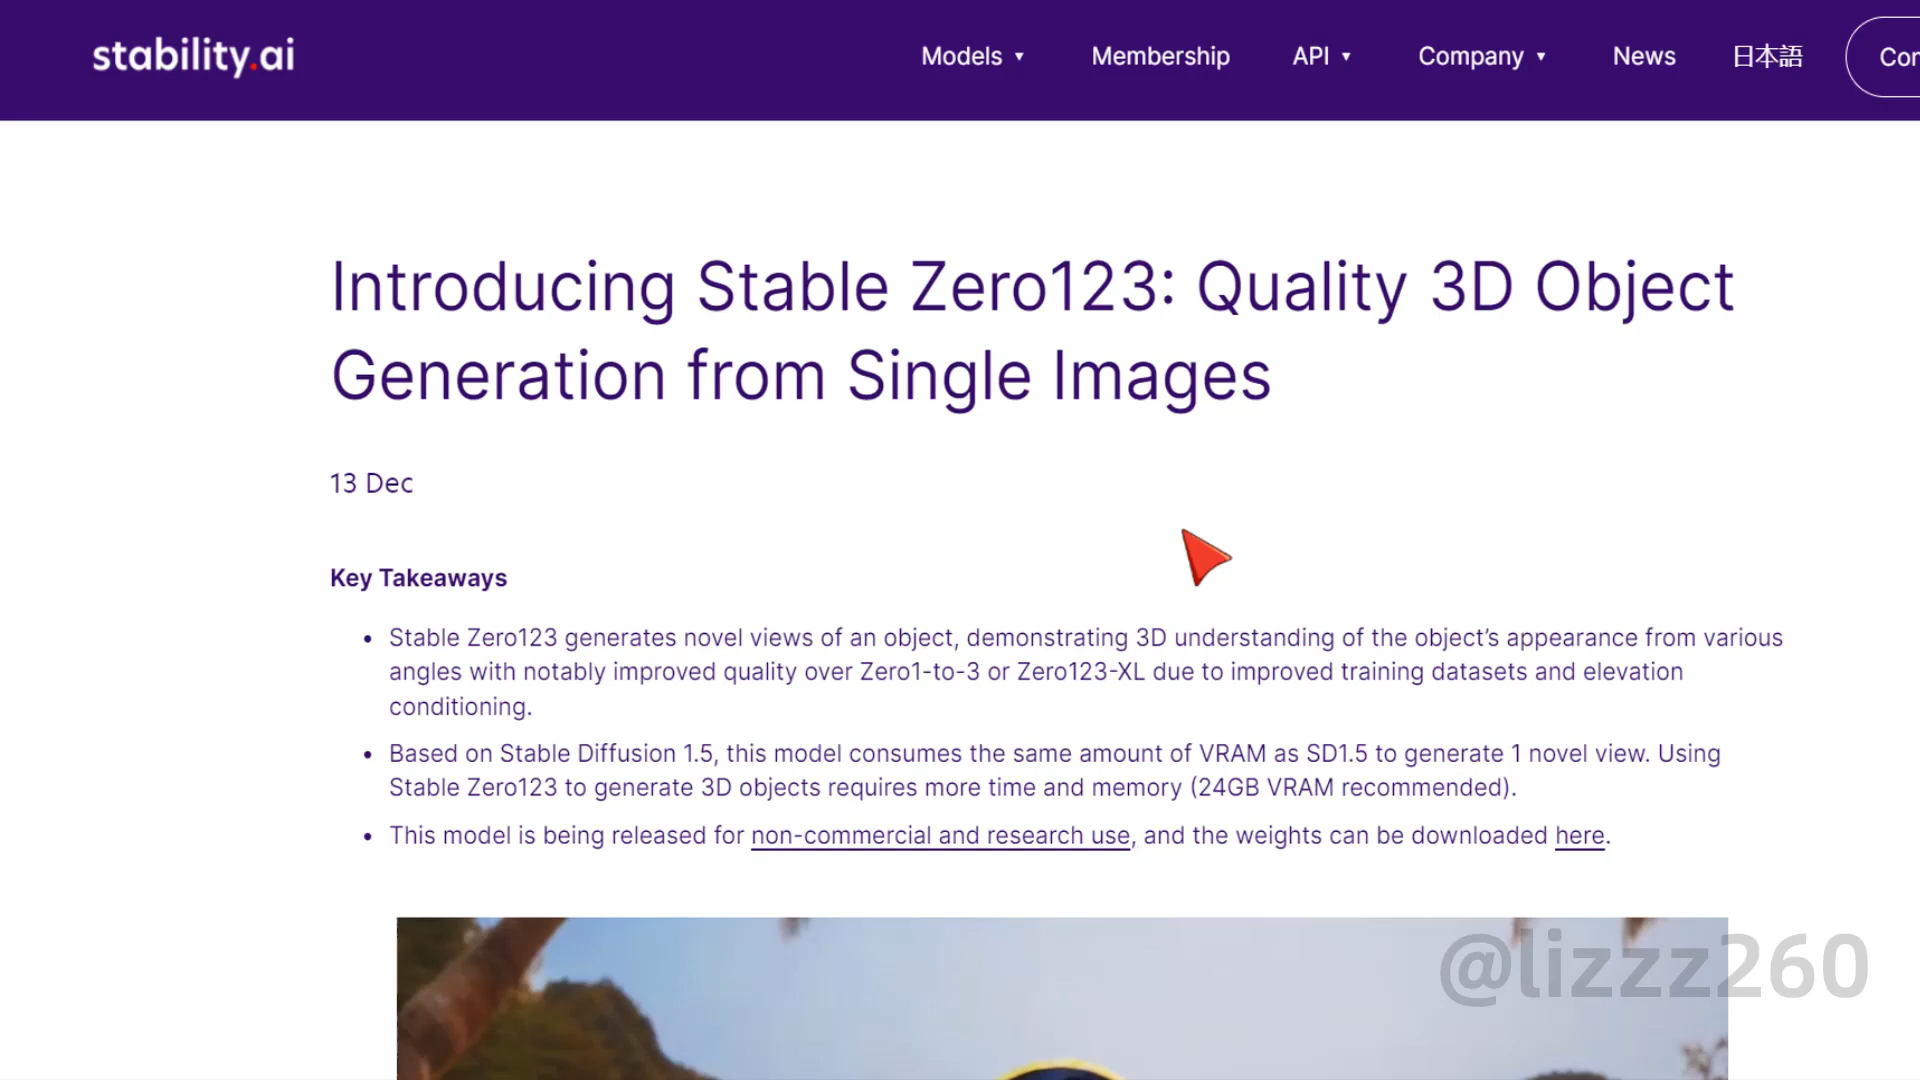 stability.ai
Models ▼ Membership API ▼ Company ▼ News 日本語
Introducing Stable Zero123: Quality 3D Object
Generation from Single Images
13 Dec
Key Takeaways
• Stable Zero123 generates novel views of an object, demonstrating 3D understanding of the object’s appearance from various
angles with notably improved quality over Zero1-to-3 or Zero123-XL due to improved training datasets and elevation
conditioning.
• Based on Stable Diffusion 1.5, this model consumes the same amount of VRAM as SD1.5 to generate 1 novel view. Using
Stable Zero123 to generate 3D objects requires more time and memory (24GB VRAM recommended).
• This model is being released for non-commercial and research use, and the weights can be downloaded here.
@lizzz260